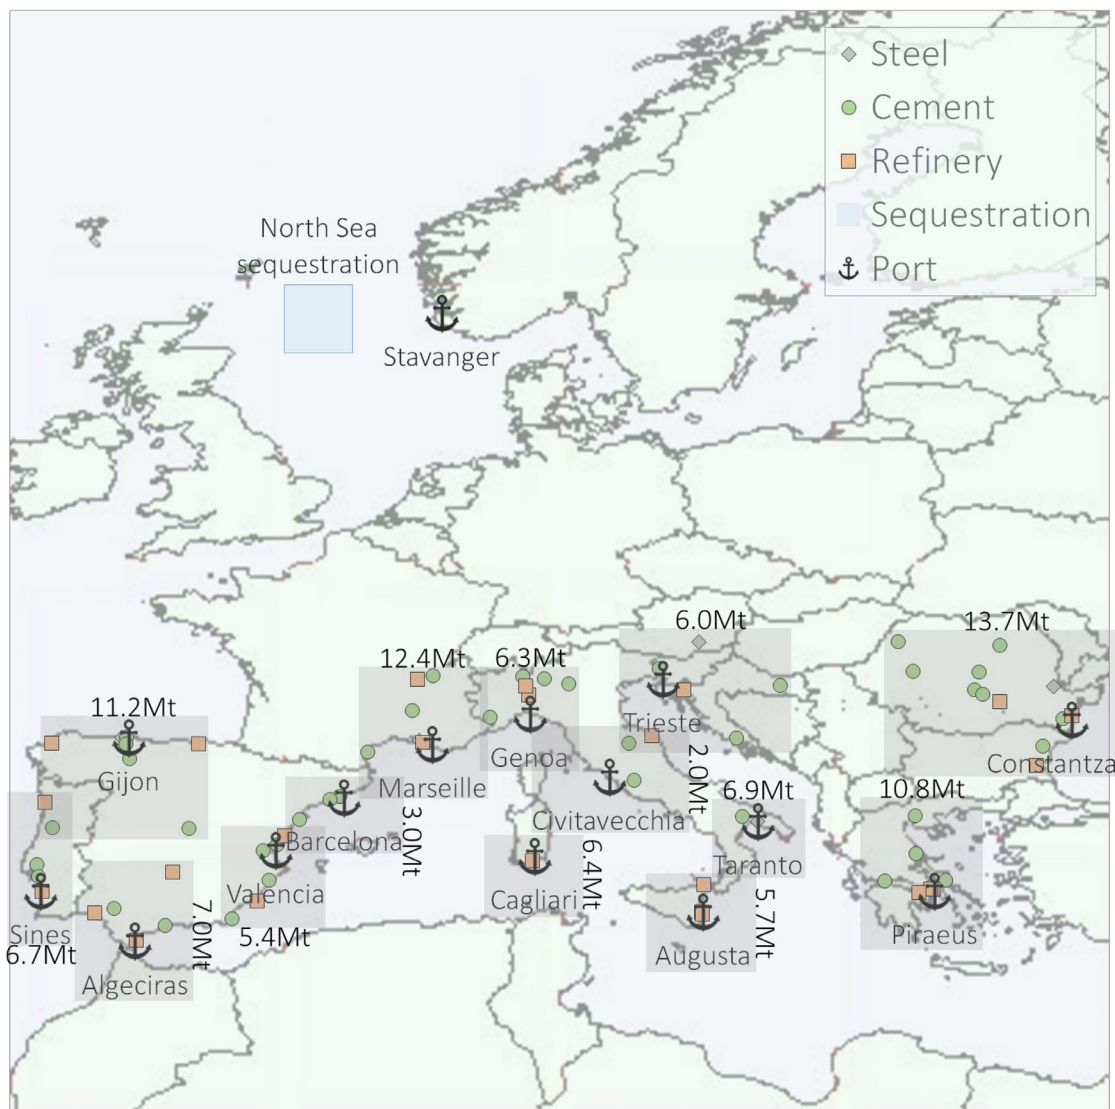 Steel
Cement
Refinery
Sequestration
Port
North Sea
sequestration
Stavanger
6.0Mt
13.7Mt
12.4Mt
6.3Mt
11.2Mt
Trieste
Genoa
Constantza
Gijon
Marseille
2.0Mt
6.9Mt
10.8Mt
Civitavecchia
3.0Mt
Barcelona
Taranto
6.4Mt
Valencia
Cagliari
5.7Mt
Sines
6.7Mt
7.0Mt
5.4Mt
Piraeus
Augusta
Algeciras